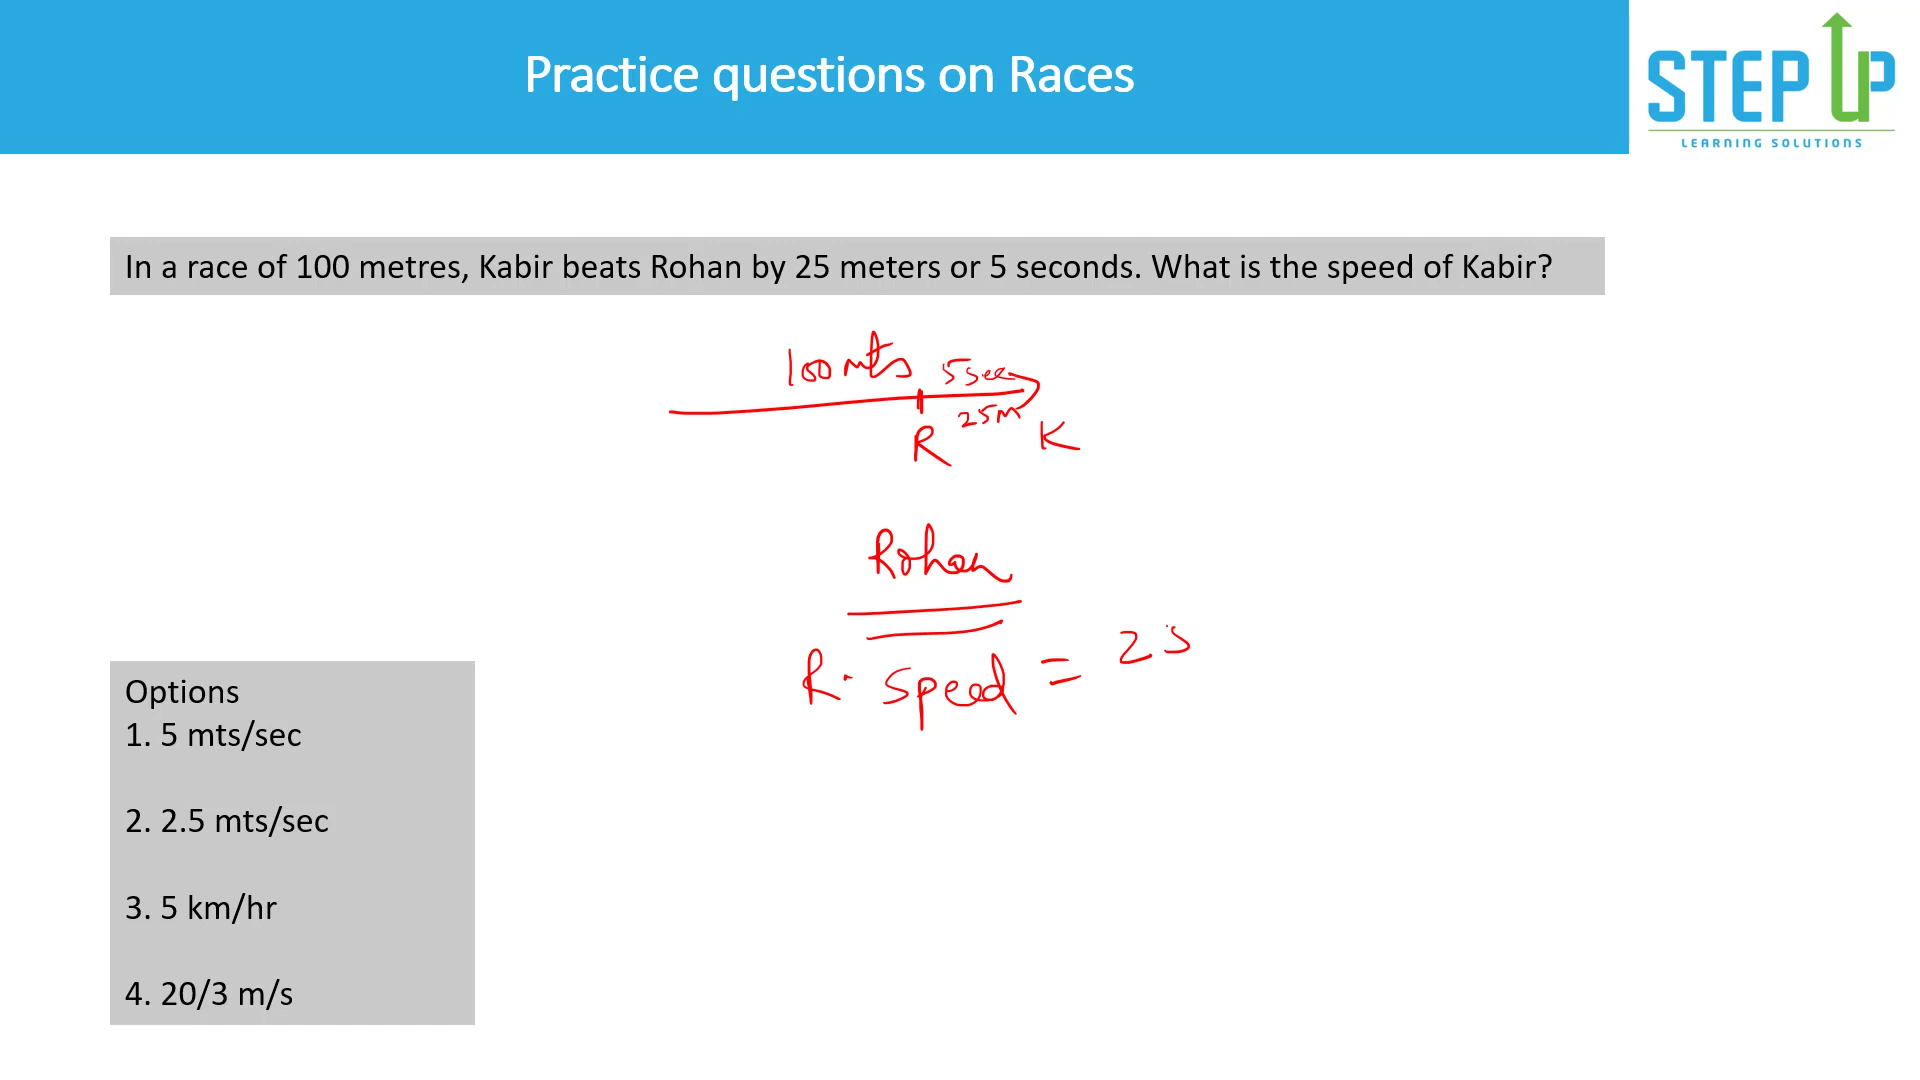 Practice questions on Races
STEP UP
LEARNING SOLUTIONS
In a race of 100 metres, Kabir beats Rohan by 25 meters or 5 seconds. What is the speed of Kabir?
100 mts 5 sec
25m
R K
Rohan
R. speed = 25
Options
1. 5 mts/sec
2. 2.5 mts/sec
3. 5 km/hr
4. 20/3 m/s